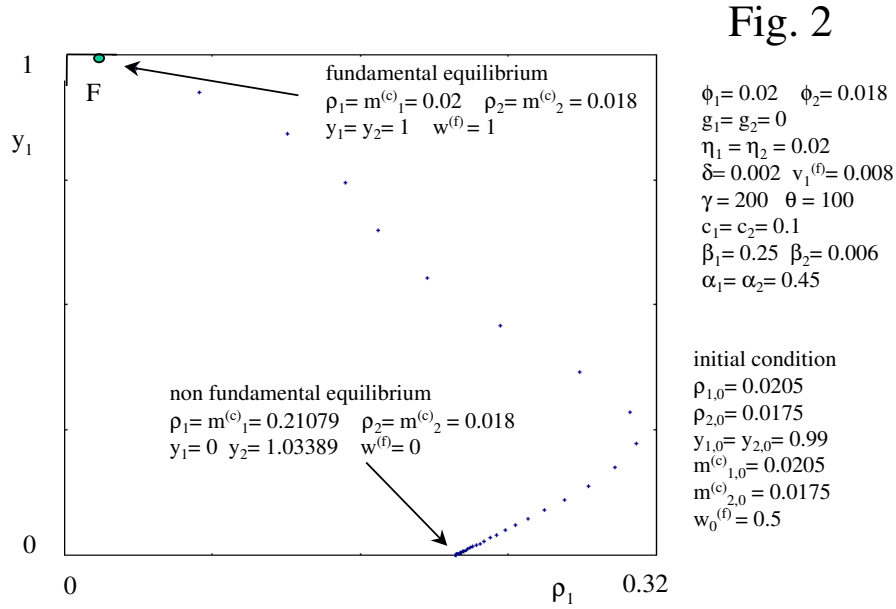 Fig. 2
1
F
y₁
fundamental equilibrium
ρ₁= m⁽ᶜ⁾₁= 0.02 ρ₂= m⁽ᶜ⁾₂ = 0.018
y₁= y₂= 1 w⁽ᶠ⁾ = 1
non fundamental equilibrium
ρ₁= m⁽ᶜ⁾₁= 0.21079 ρ₂= m⁽ᶜ⁾₂ = 0.018
y₁= 0 y₂= 1.03389 w⁽ᶠ⁾= 0
0
0
ρ₁
0.32
ϕ₁= 0.02 ϕ₂= 0.018
g₁= g₂= 0
η₁ = η₂ = 0.02
δ= 0.002 v₁⁽ᶠ⁾= 0.008
γ = 200 θ = 100
c₁= c₂= 0.1
β₁= 0.25 β₂= 0.006
α₁= α₂= 0.45
initial condition
ρ₁,₀= 0.0205
ρ₂,₀= 0.0175
y₁,₀= y₂,₀= 0.99
m⁽ᶜ⁾₁,₀= 0.0205
m⁽ᶜ⁾₂,₀ = 0.0175
w₀⁽ᶠ⁾ = 0.5